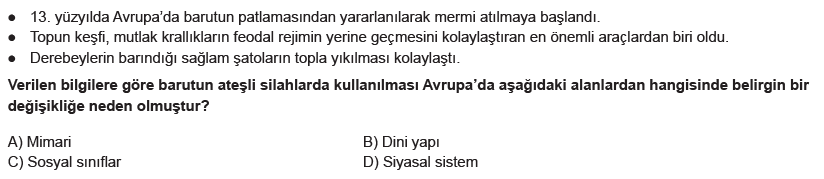 ● 13. yüzyılda Avrupa’da barutun patlamasından yararlanılarak mermi atılmaya başlandı.
● Topun keşfi, mutlak krallıkların feodal rejimin yerine geçmesini kolaylaştıran en önemli araçlardan biri oldu.
● Derebeylerin barındığı sağlam şatoların topla yıkılması kolaylaştı.
Verilen bilgilere göre barutun ateşli silahlarda kullanılması Avrupa’da aşağıdaki alanlardan hangisinde belirgin bir
değişikliğe neden olmuştur?
A) Mimari B) Dini yapı
C) Sosyal sınıflar D) Siyasal sistem